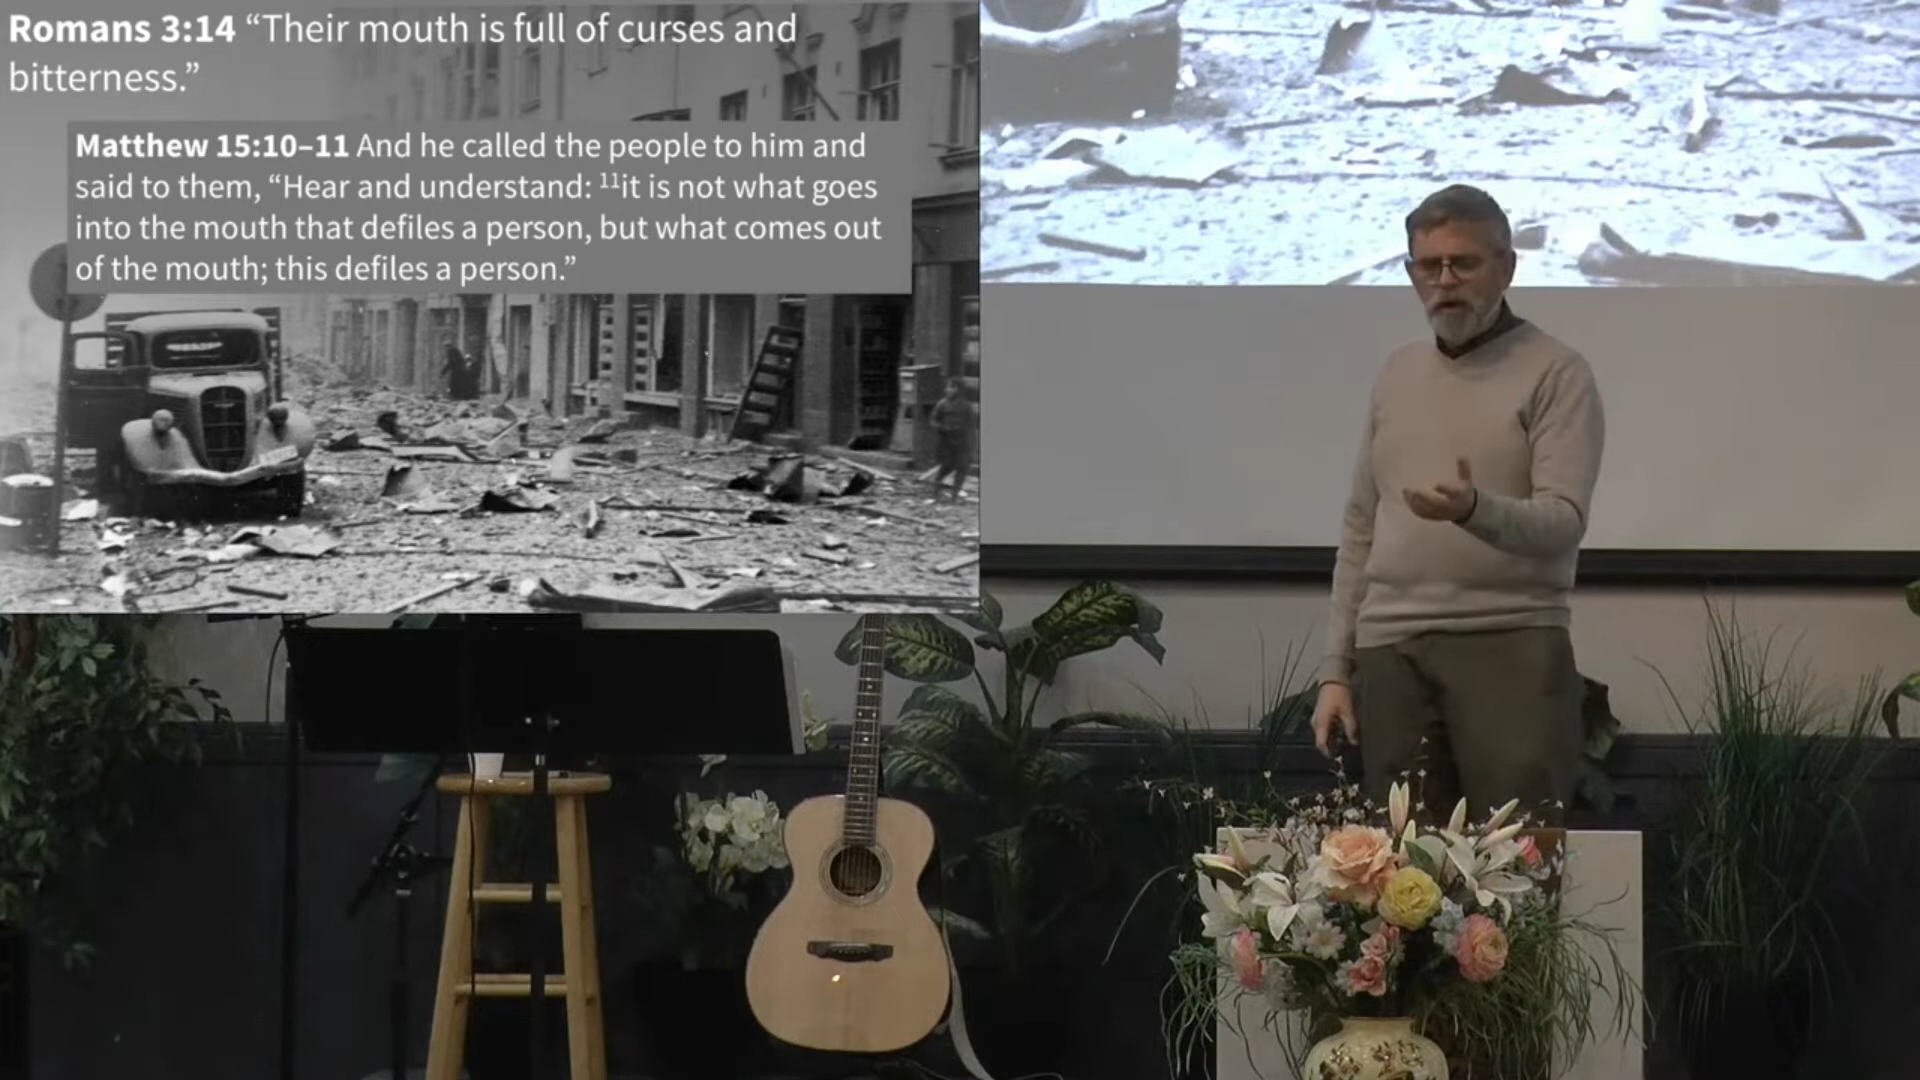 Romans 3:14 “Their mouth is full of curses and
bitterness.”
Matthew 15:10–11 And he called the people to him and
said to them, “Hear and understand: ¹¹it is not what goes
into the mouth that defiles a person, but what comes out
of the mouth; this defiles a person.”